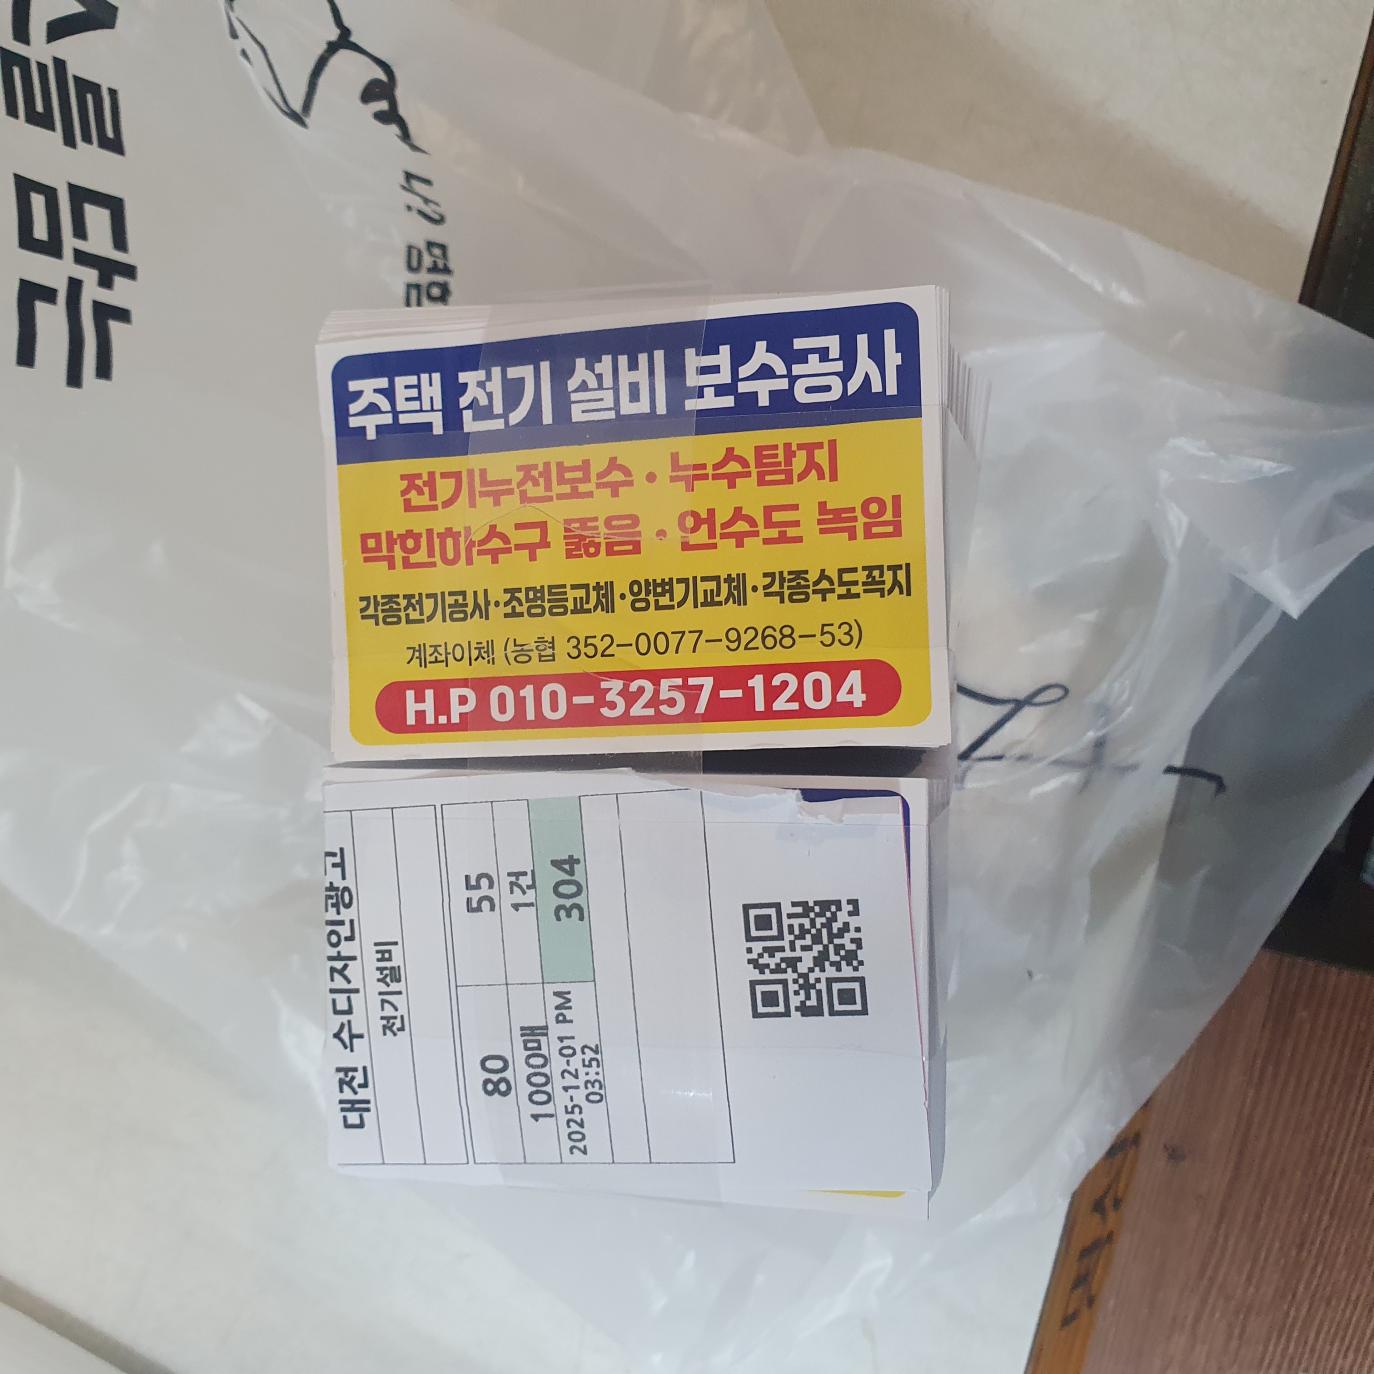 를 담는
나?
주택 전기 설비 보수공사
전기누전보수 · 누수탐지
막힌하수구 뚫음 · 언수도 녹임
각종전기공사·조명등교체·양변기교체·각종수도꼭지
계좌이체 (농협 352-0077-9268-53)
H.P 010-3257-1204
대전 수디자인광고
전기설비
80 55
1000매 1건
2025-12-01 PM 304
03:52